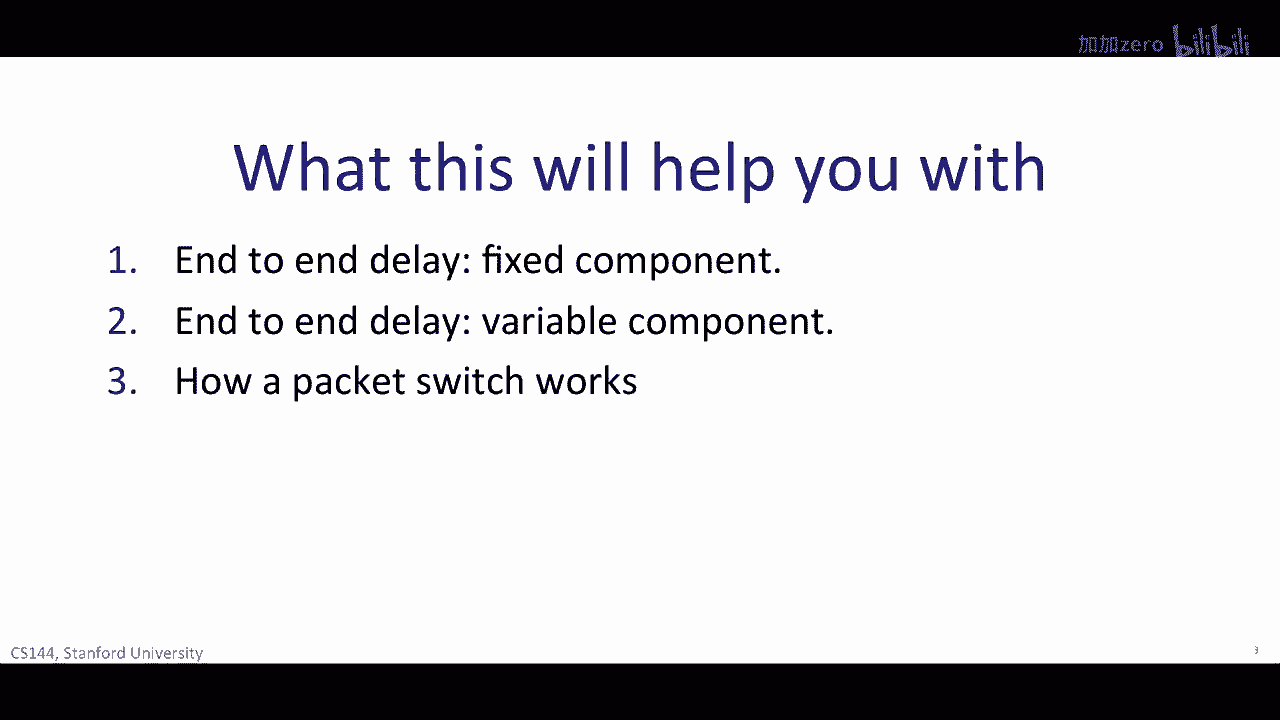 加加zero bilibili
What this will help you with
1. End to end delay: fixed component.
2. End to end delay: variable component.
3. How a packet switch works
CS144, Stanford University
3